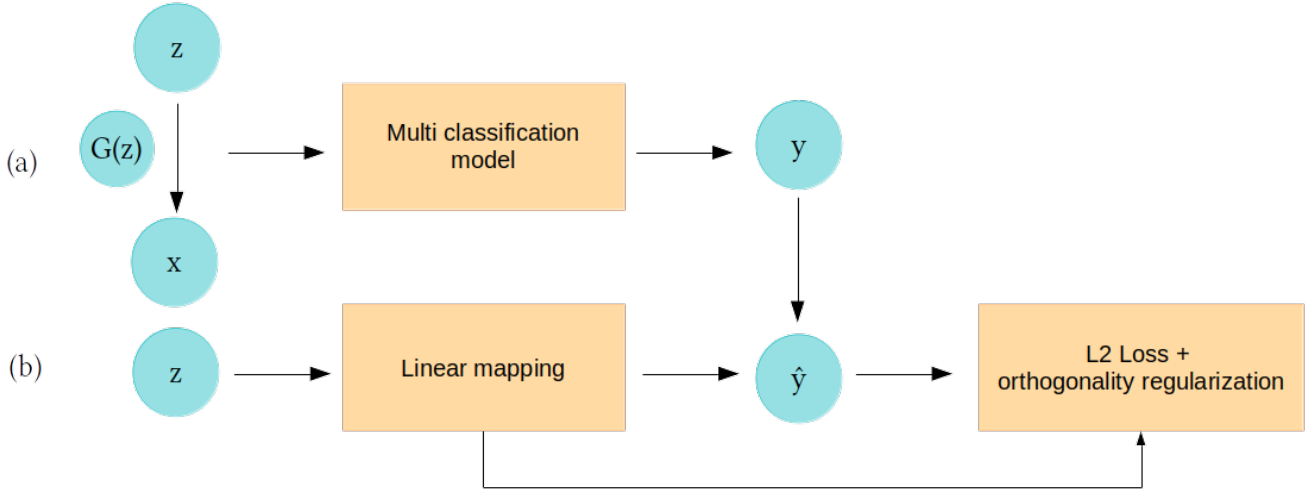 z
G(z)
(a)
Multi classification
model
y
x
(b)
z
Linear mapping
ŷ
L2 Loss +
orthogonality regularization